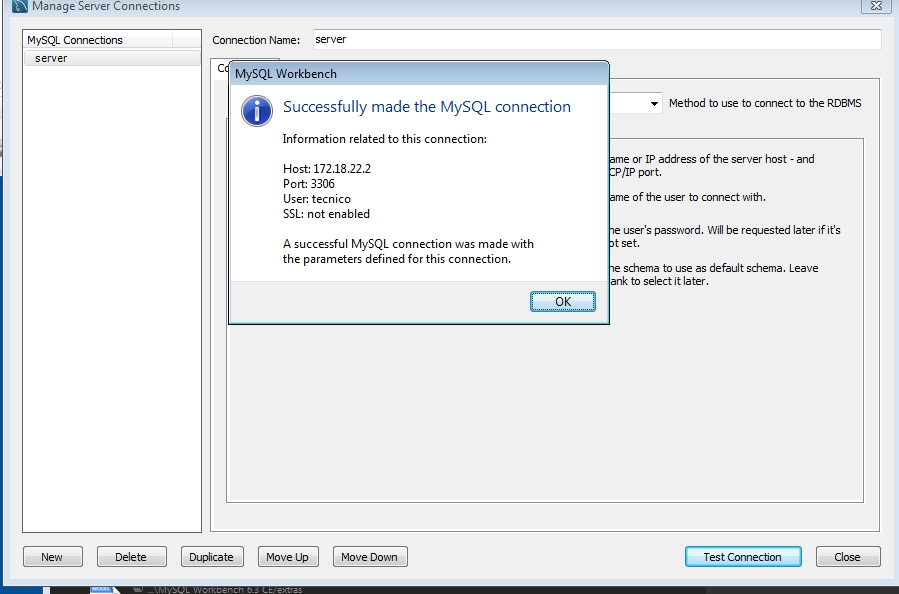 Manage Server Connections
MySQL Connections
server
Connection Name: server
MySQL Workbench
Successfully made the MySQL connection
Information related to this connection:
Host: 172.18.22.2
Port: 3306
User: tecnico
SSL: not enabled
A successful MySQL connection was made with
the parameters defined for this connection.
OK
Method to use to connect to the RDBMS
ame or IP address of the server host - and
CP/IP port.
ame of the user to connect with.
he user's password. Will be requested later if it's
ot set.
he schema to use as default schema. Leave
ank to select it later.
New Delete Duplicate Move Up Move Down Test Connection Close
...\MySQL Workbench 6.3 CE/extras